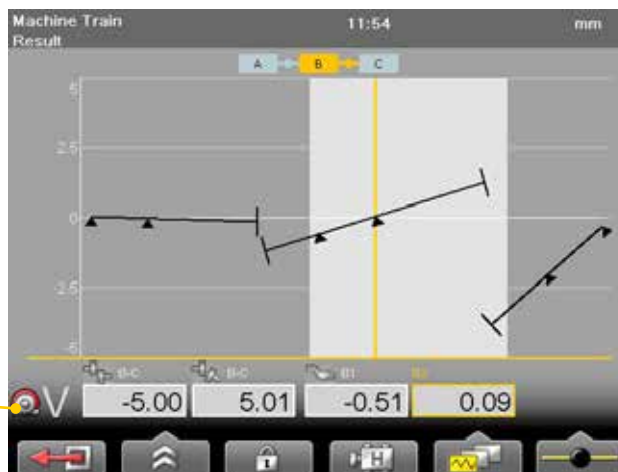 Machine Train 11:54 mm
Result
A B C
5
2.5
0
-2.5
-5
B-C B-C B1 B2
V -5.00 5.01 -0.51 0.09
H